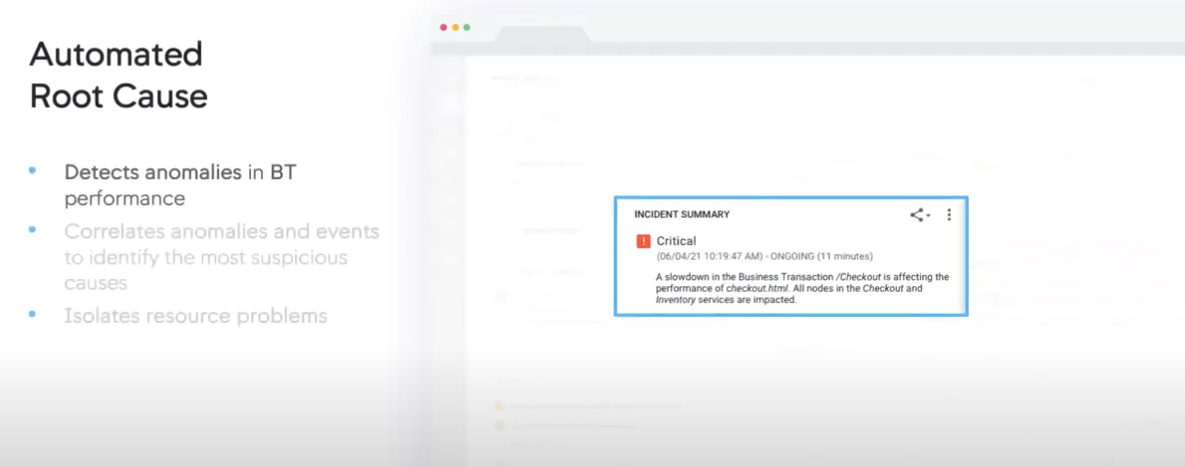 Automated
Root Cause
Detects anomalies in BT
performance
Correlates anomalies and events
to identify the most suspicious
causes
Isolates resource problems
INCIDENT SUMMARY
Critical
(06/04/21 10:19:47 AM) - ONGOING (11 minutes)
A slowdown in the Business Transaction /Checkout is affecting the
performance of checkout.html. All nodes in the Checkout and
Inventory services are impacted.